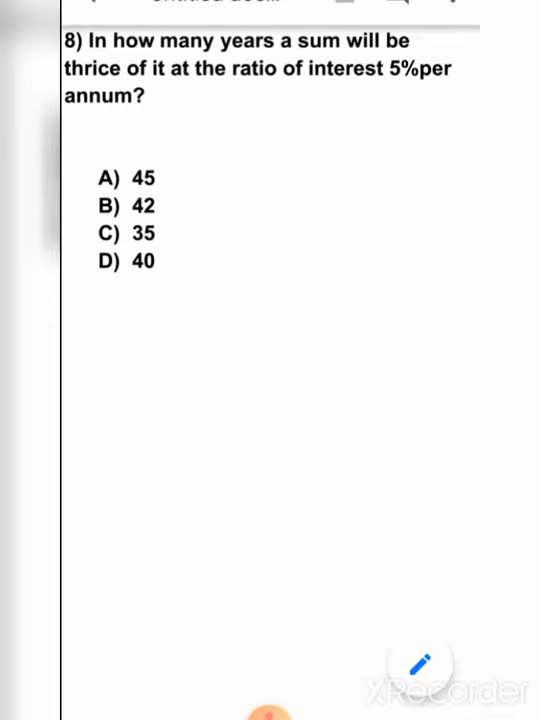 8) In how many years a sum will be
thrice of it at the ratio of interest 5%per
annum?
A) 45
B) 42
C) 35
D) 40
XRecorder